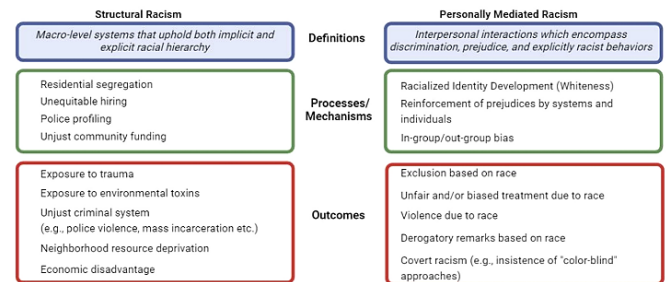 Structural Racism
Personally Mediated Racism
Macro-level systems that uphold both implicit and
explicit racial hierarchy
Definitions
Interpersonal interactions which encompass
discrimination, prejudice, and explicitly racist behaviors
Residential segregation
Unequitable hiring
Police profiling
Unjust community funding
Processes/
Mechanisms
Racialized Identity Development (Whiteness)
Reinforcement of prejudices by systems and
individuals
In-group/out-group bias
Exposure to trauma
Exposure to environmental toxins
Unjust criminal system
(e.g., police violence, mass incarceration etc.)
Neighborhood resource deprivation
Economic disadvantage
Outcomes
Exclusion based on race
Unfair and/or biased treatment due to race
Violence due to race
Derogatory remarks based on race
Covert racism (e.g., insistence of "color-blind"
approaches)